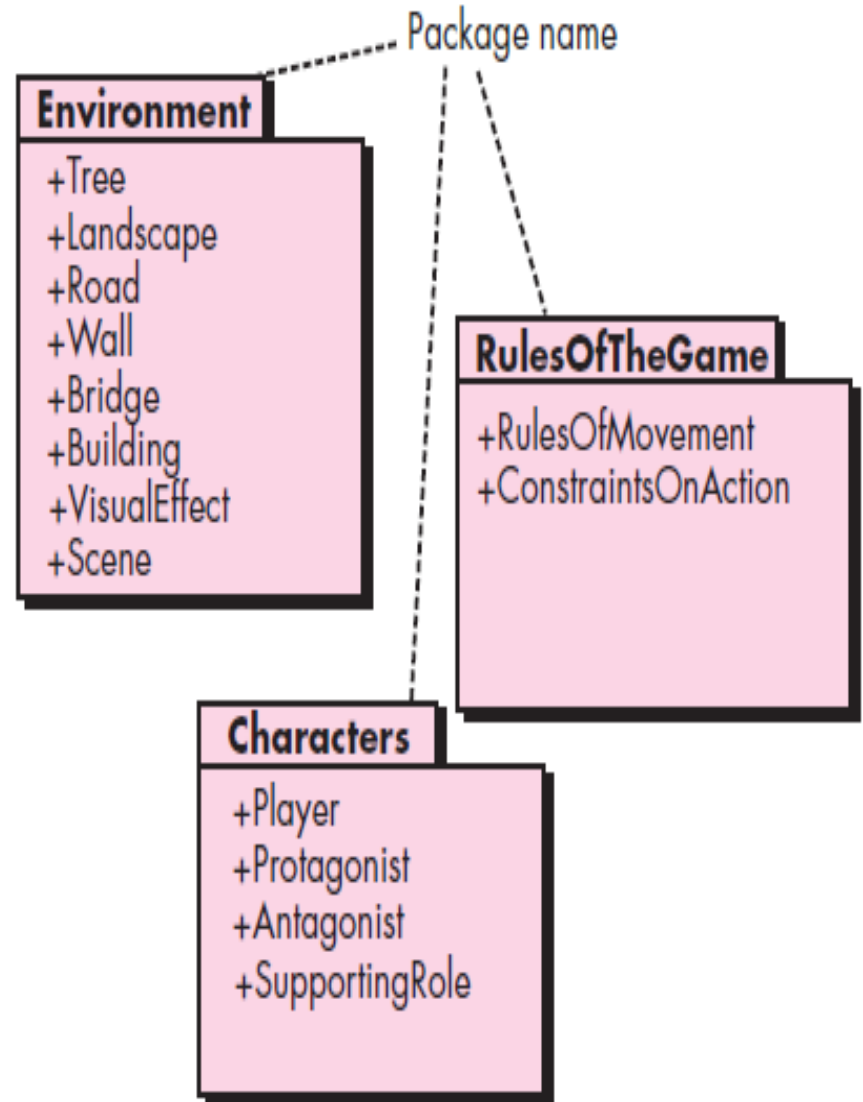 Package name
Environment
+Tree
+Landscape
+Road
+Wall
+Bridge
+Building
+VisualEffect
+Scene
RulesOfTheGame
+RulesOfMovement
+ConstraintsOnAction
Characters
+Player
+Protagonist
+Antagonist
+SupportingRole